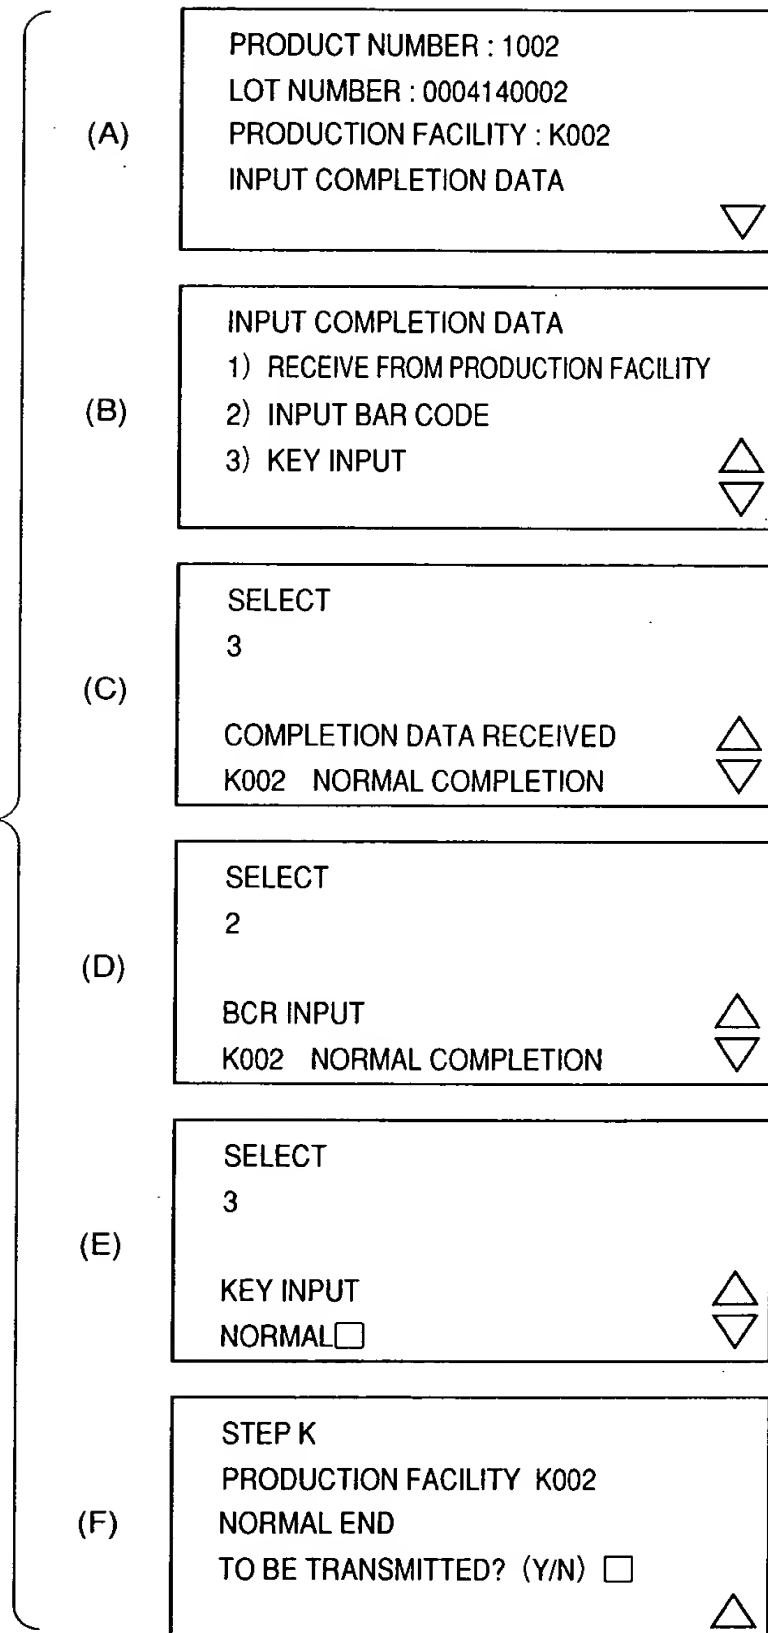 (A)
PRODUCT NUMBER : 1002
LOT NUMBER : 0004140002
PRODUCTION FACILITY : K002
INPUT COMPLETION DATA
(B)
INPUT COMPLETION DATA
1) RECEIVE FROM PRODUCTION FACILITY
2) INPUT BAR CODE
3) KEY INPUT
(C)
SELECT
3
COMPLETION DATA RECEIVED
K002 NORMAL COMPLETION
(D)
SELECT
2
BCR INPUT
K002 NORMAL COMPLETION
(E)
SELECT
3
KEY INPUT
NORMAL□
(F)
STEP K
PRODUCTION FACILITY K002
NORMAL END
TO BE TRANSMITTED? (Y/N) □